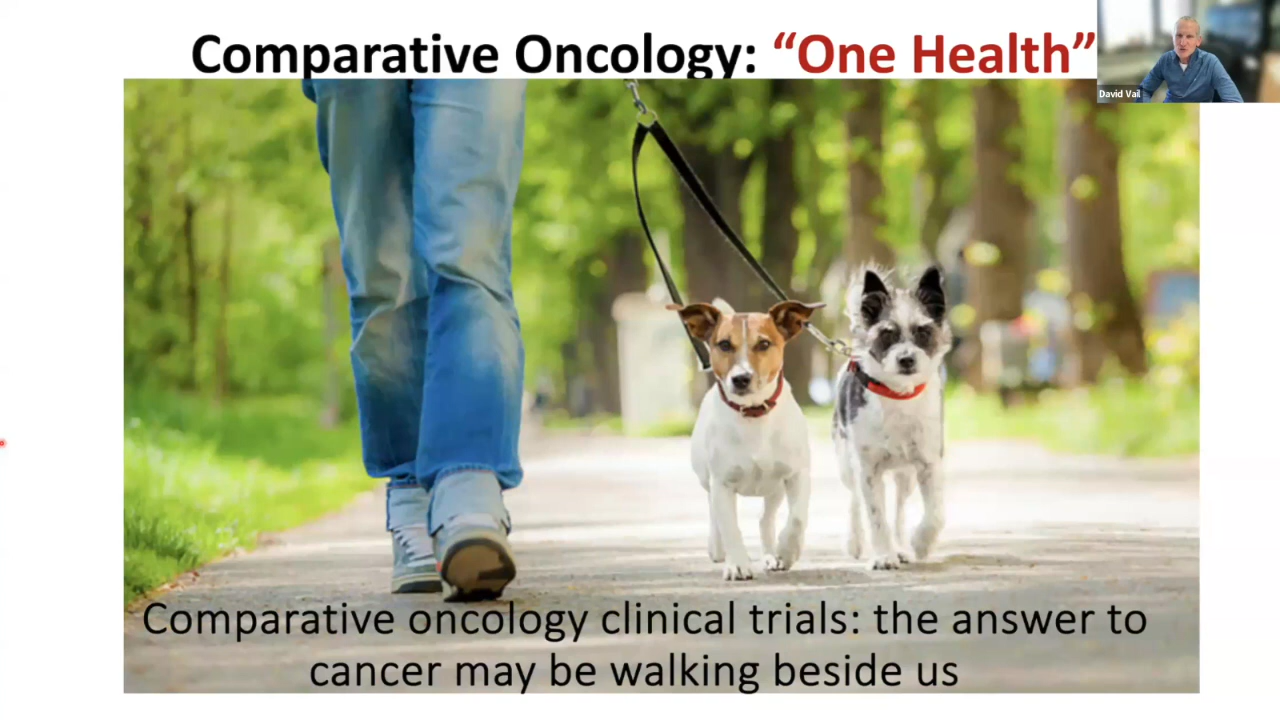 Comparative Oncology: “One Health”
David Vail
Comparative oncology clinical trials: the answer to
cancer may be walking beside us